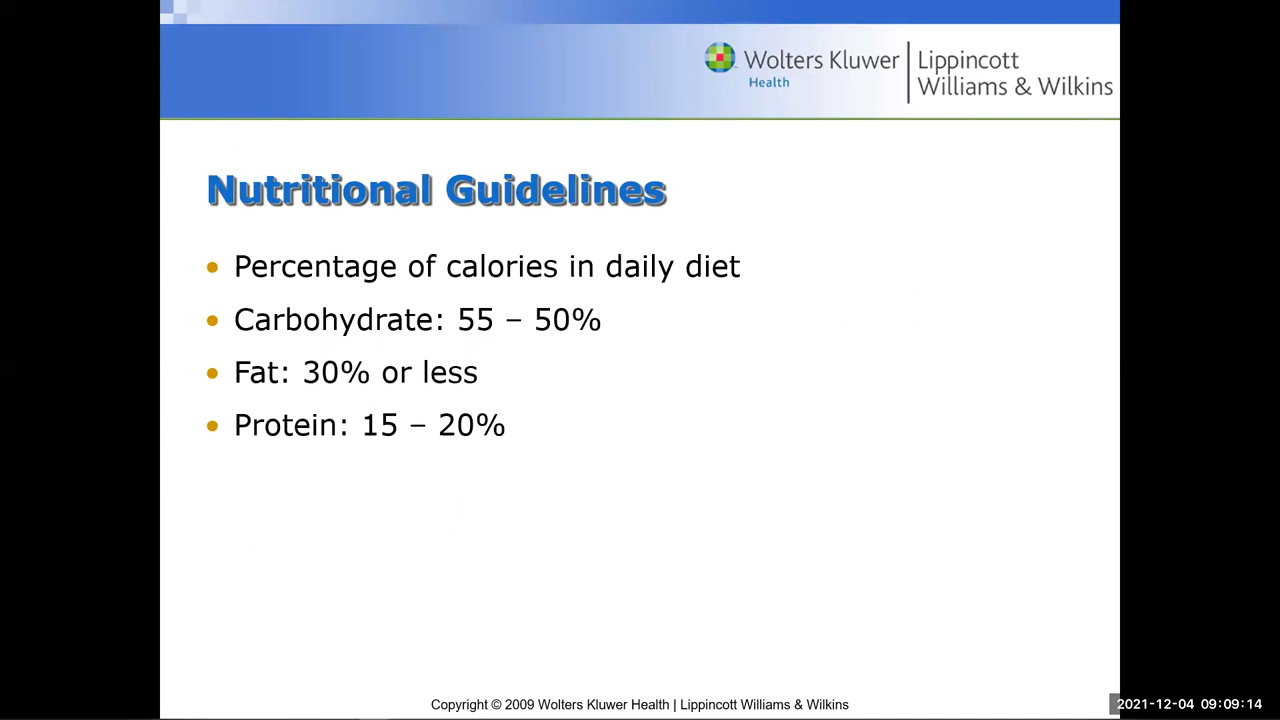 Wolters Kluwer
Health
Lippincott
Williams & Wilkins
Nutritional Guidelines
• Percentage of calories in daily diet
• Carbohydrate: 55 – 50%
• Fat: 30% or less
• Protein: 15 – 20%
Copyright © 2009 Wolters Kluwer Health | Lippincott Williams & Wilkins
2021-12-04 09:09:14